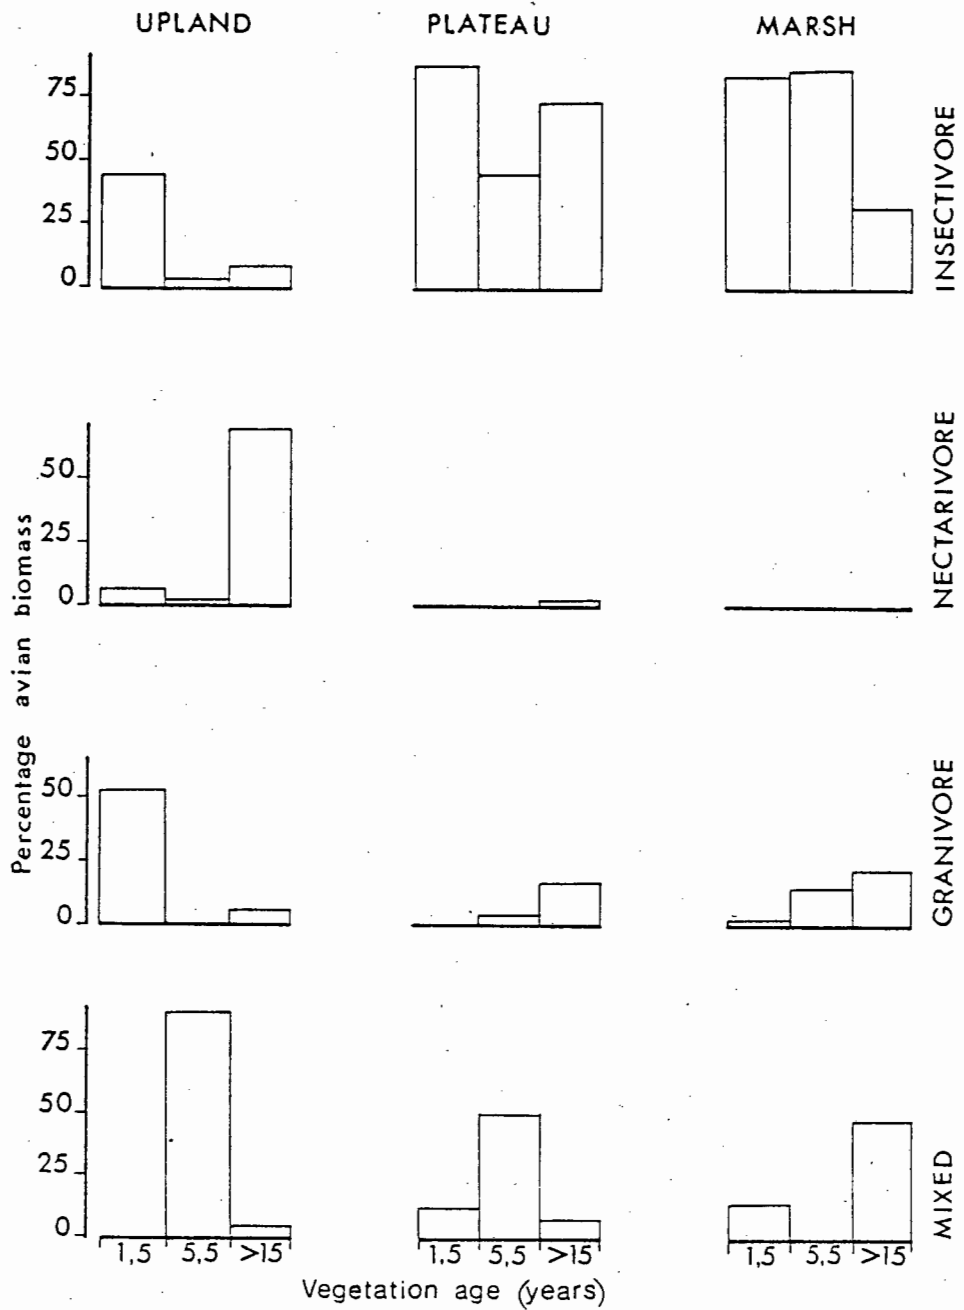 UPLAND PLATEAU MARSH
75
50
25
0
INSECTIVORE
50
25
0
NECTARIVORE
50
25
0
GRANIVORE
75
50
25
0
MIXED
Percentage avian biomass
1,5 5,5 >15 1,5 5,5 >15 1,5 5,5 >15
Vegetation age (years)